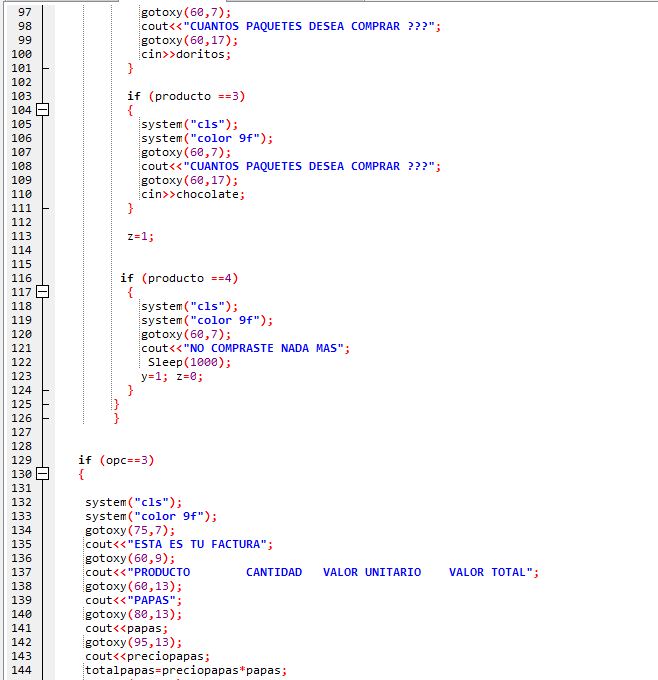 97 gotoxy(60,7);
98 cout<<"CUANTOS PAQUETES DESEA COMPRAR ???";
99 gotoxy(60,17);
100 cin>>doritos;
101 }
102
103 if (producto ==3)
104 {
105 system("cls");
106 system("color 9f");
107 gotoxy(60,7);
108 cout<<"CUANTOS PAQUETES DESEA COMPRAR ???";
109 gotoxy(60,17);
110 cin>>chocolate;
111 }
112
113 z=1;
114
115
116 if (producto ==4)
117 {
118 system("cls");
119 system("color 9f");
120 gotoxy(60,7);
121 cout<<"NO COMPRASTE NADA MAS";
122 Sleep(1000);
123 y=1; z=0;
124 }
125 }
126 }
127
128
129 if (opc==3)
130 {
131
132 system("cls");
133 system("color 9f");
134 gotoxy(75,7);
135 cout<<"ESTA ES TU FACTURA";
136 gotoxy(60,9);
137 cout<<"PRODUCTO        CANTIDAD   VALOR UNITARIO    VALOR TOTAL";
138 gotoxy(60,13);
139 cout<<"PAPAS";
140 gotoxy(80,13);
141 cout<<papas;
142 gotoxy(95,13);
143 cout<<preciopapas;
144 totalpapas=preciopapas*papas;